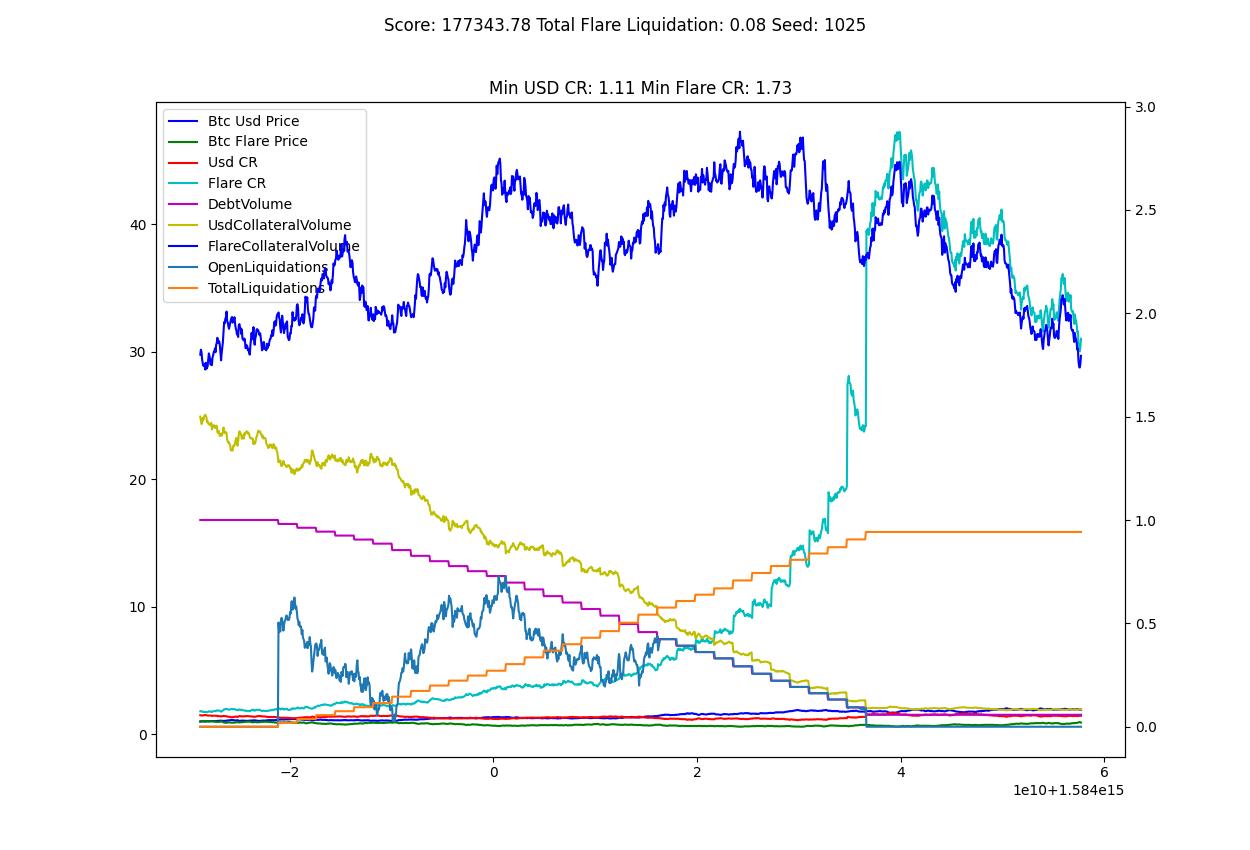 Score: 177343.78 Total Flare Liquidation: 0.08 Seed: 1025
Min USD CR: 1.11 Min Flare CR: 1.73
Btc Usd Price
Btc Flare Price
Usd CR
Flare CR
DebtVolume
UsdCollateralVolume
FlareCollateralVolume
OpenLiquidations
TotalLiquidations
40
30
20
10
0
3.0
2.5
2.0
1.5
1.0
0.5
0.0
−2 0 2 4 6
1e10+1.584e15